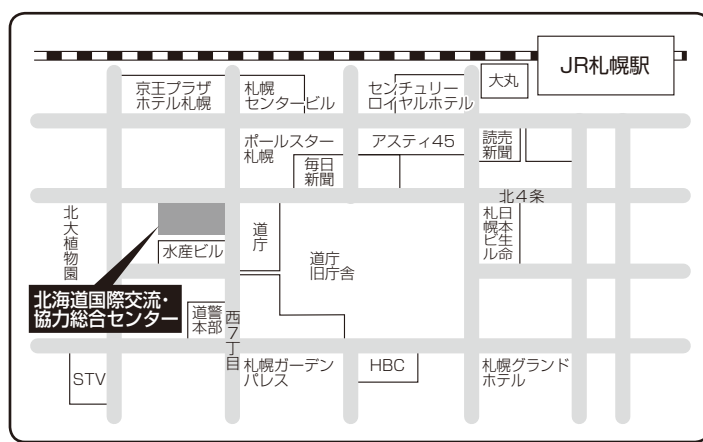 JR札幌駅
京王プラザ
ホテル札幌
札幌
センタービル
センチュリー
ロイヤルホテル
大丸
ポールスター
札幌
アスティ45
読売
新聞
毎日
新聞
北4条
北大植物園
水産ビル
道庁
道庁
旧庁舎
日本生命
札幌ビル
北海道国際交流・
協力総合センター
道警
本部
西7丁目
STV
札幌ガーデン
パレス
HBC
札幌グランド
ホテル